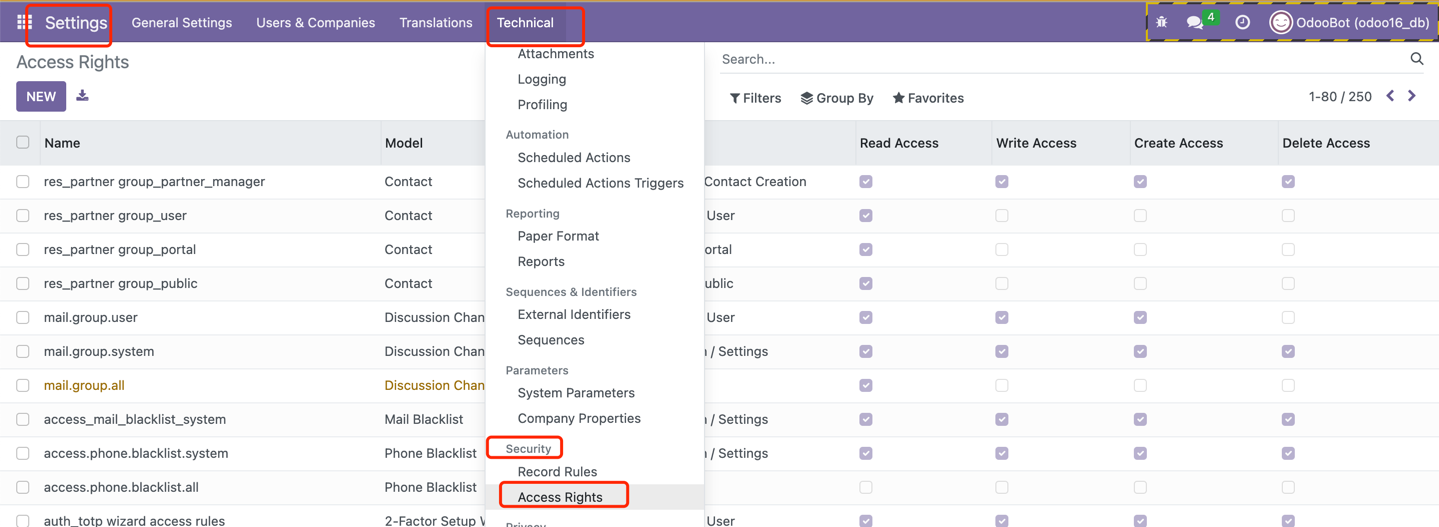 Settings General Settings Users & Companies Translations Technical 4 OdooBot (odoo16_db)
Access Rights
NEW
Search...
Filters Group By Favorites 1-80 / 250
Attachments
Logging
Profiling
Automation
Scheduled Actions
Scheduled Actions Triggers
Reporting
Paper Format
Reports
Sequences & Identifiers
External Identifiers
Sequences
Parameters
System Parameters
Company Properties
Security
Record Rules
Access Rights
Privacy
Name Model Read Access Write Access Create Access Delete Access
res_partner group_partner_manager Contact Contact Creation
res_partner group_user Contact User
res_partner group_portal Contact ortal
res_partner group_public Contact ublic
mail.group.user Discussion Chan User
mail.group.system Discussion Chan / Settings
mail.group.all Discussion Chan
access_mail_blacklist_system Mail Blacklist / Settings
access.phone.blacklist.system Phone Blacklist / Settings
access.phone.blacklist.all Phone Blacklist
auth_totp wizard access rules 2-Factor Setup User